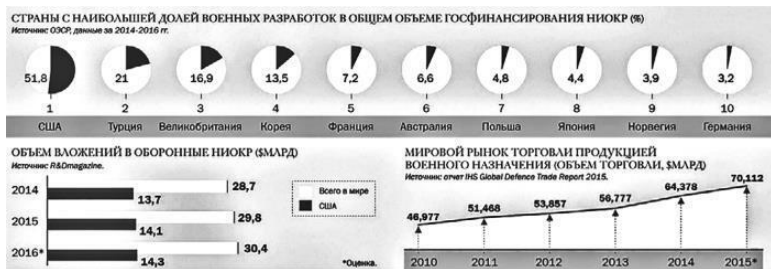 СТРАНЫ С НАИБОЛЬШЕЙ ДОЛЕЙ ВОЕННЫХ РАЗРАБОТОК В ОБЩЕМ ОБЪЕМЕ ГОСФИНАНСИРОВАНИЯ НИОКР (%)
Источник: ОЭСР, данные за 2014-2016 гг.
51,8 21 16,9 13,5 7,2 6,6 4,8 4,4 3,9 3,2
1 2 3 4 5 6 7 8 9 10
США Турция Великобритания Корея Франция Австралия Польша Япония Норвегия Германия
ОБЪЕМ ВЛОЖЕНИЙ В ОБОРОННЫЕ НИОКР ($МЛРД)
Источник: R&Dmagazine.
2014 28,7
13,7
2015 29,8
14,1
2016* 30,4
14,3
Всего в мире
США
*Оценка.
МИРОВОЙ РЫНОК ТОРГОВЛИ ПРОДУКЦИЕЙ
ВОЕННОГО НАЗНАЧЕНИЯ (ОБЪЕМ ТОРГОВЛИ, $МЛРД)
Источник: отчет IHS Global Defence Trade Report 2015.
46,977 51,468 53,857 56,777 64,378 70,112
2010 2011 2012 2013 2014 2015*